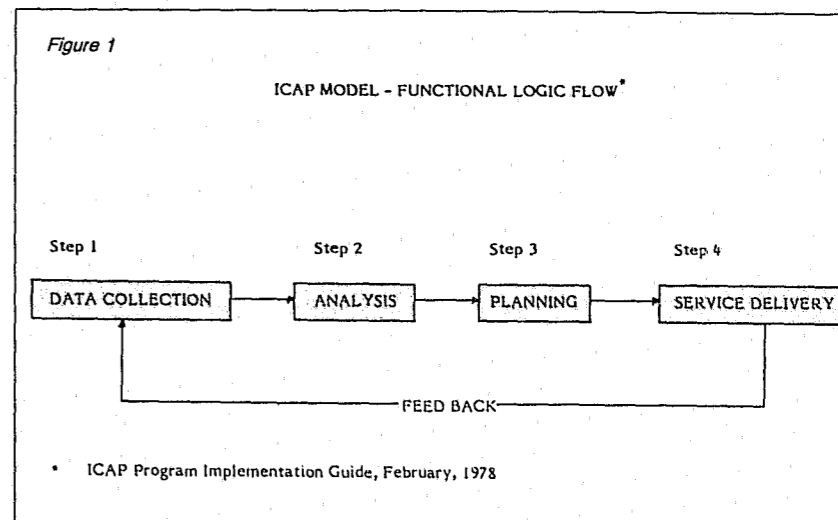 Figure 1
ICAP MODEL - FUNCTIONAL LOGIC FLOW*
Step 1
Step 2
Step 3
Step 4
DATA COLLECTION
ANALYSIS
PLANNING
SERVICE DELIVERY
FEED BACK
* ICAP Program Implementation Guide, February, 1978